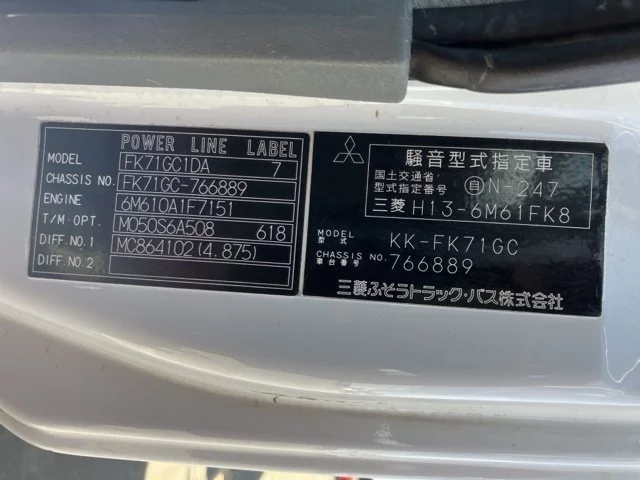 POWER LINE LABEL
MODEL FK71GC1DA 7
CHASSIS NO. FK71GC-766889
ENGINE 6M610A1F7151
T/M.OPT. M050S6A508 618
DIFF.NO.1 MC864102(4.875)
DIFF.NO.2
騒音型式指定車
国土交通省
型式指定番号 自N-247
三菱 H13-6M61FK8
MODEL
型式 KK-FK71GC
CHASSIS NO.
車台番号 766889
三菱ふそうトラック・バス株式会社